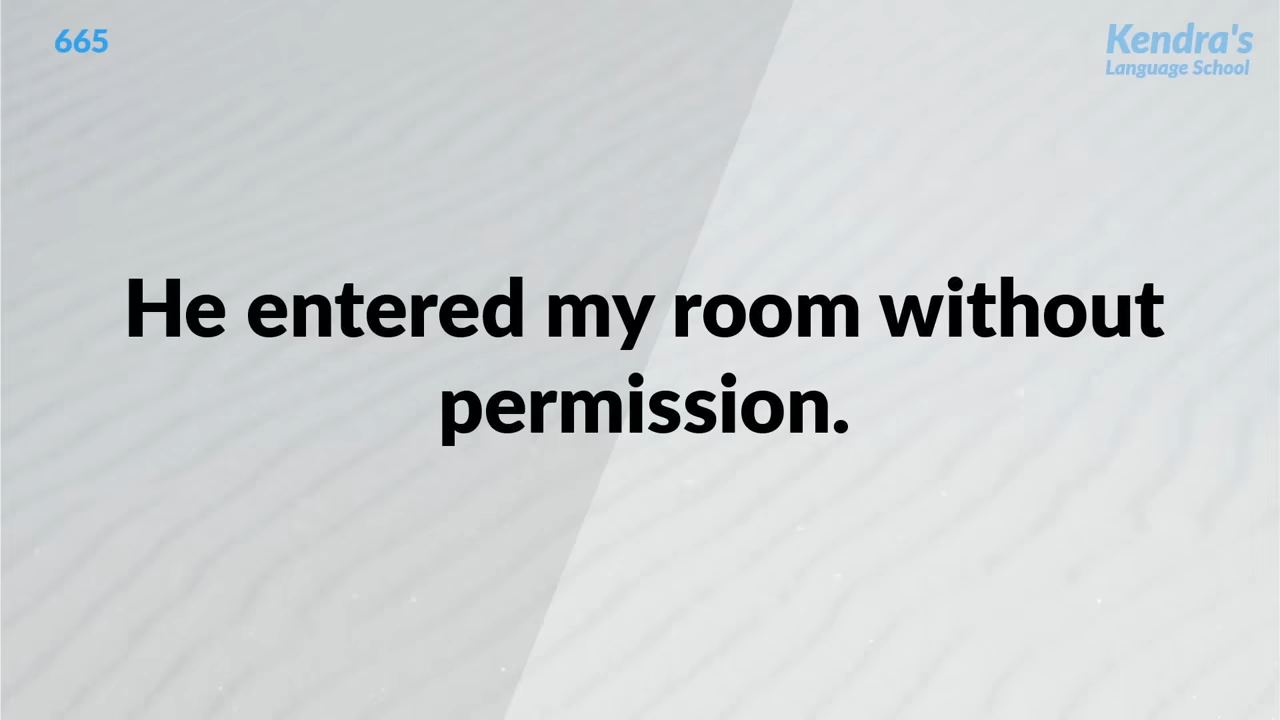 665
Kendra's
Language School
He entered my room without
permission.